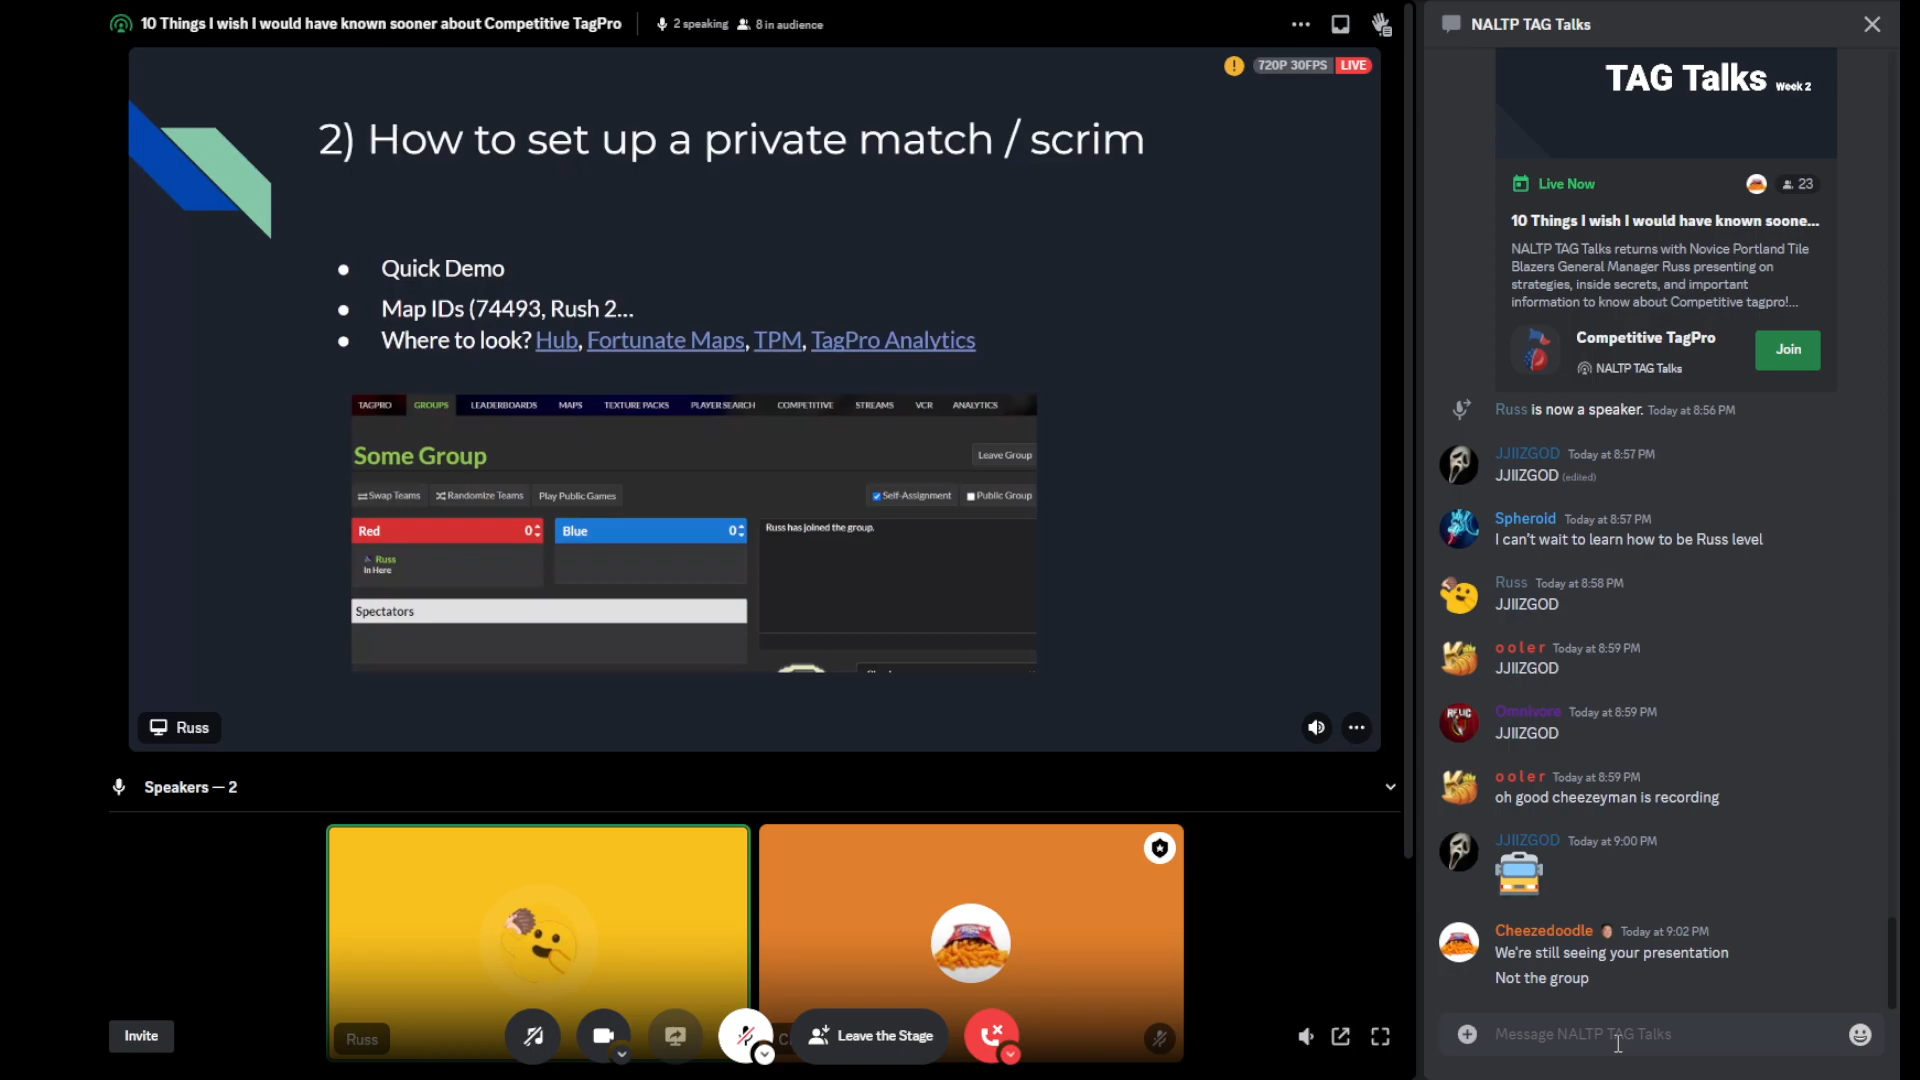 10 Things I wish I would have known sooner about Competitive TagPro
2 speaking
8 in audience
720P 30FPS
LIVE
2) How to set up a private match / scrim
● Quick Demo
● Map IDs (74493, Rush 2...
● Where to look? Hub, Fortunate Maps, TPM, TagPro Analytics
TAGPRO GROUPS LEADERBOARDS MAPS TEXTURE PACKS PLAYER SEARCH COMPETITIVE STREAMS VCR ANALYTICS
Some Group
Leave Group
Swap Teams Randomize Teams Play Public Games
Self-Assignment Public Group
Red 0
Blue 0
Russ has joined the group.
Russ
In Here
Spectators
Russ
Speakers — 2
Russ
Invite
Leave the Stage
NALTP TAG Talks
TAG Talks Week 2
Live Now
23
10 Things I wish I would have known soone...
NALTP TAG Talks returns with Novice Portland Tile
Blazers General Manager Russ presenting on
strategies, inside secrets, and important
information to know about Competitive tagpro!...
Competitive TagPro
NALTP TAG Talks
Join
Russ is now a speaker. Today at 8:56 PM
JJIIZGOD Today at 8:57 PM
JJIIZGOD (edited)
Spheroid Today at 8:57 PM
I can't wait to learn how to be Russ level
Russ Today at 8:58 PM
JJIIZGOD
ooler Today at 8:59 PM
JJIIZGOD
RELIC
Omnivore Today at 8:59 PM
JJIIZGOD
ooler Today at 8:59 PM
oh good cheezeyman is recording
JJIIZGOD Today at 9:00 PM
Cheezedoodle Today at 9:02 PM
We're still seeing your presentation
Not the group
Message NALTP TAG Talks